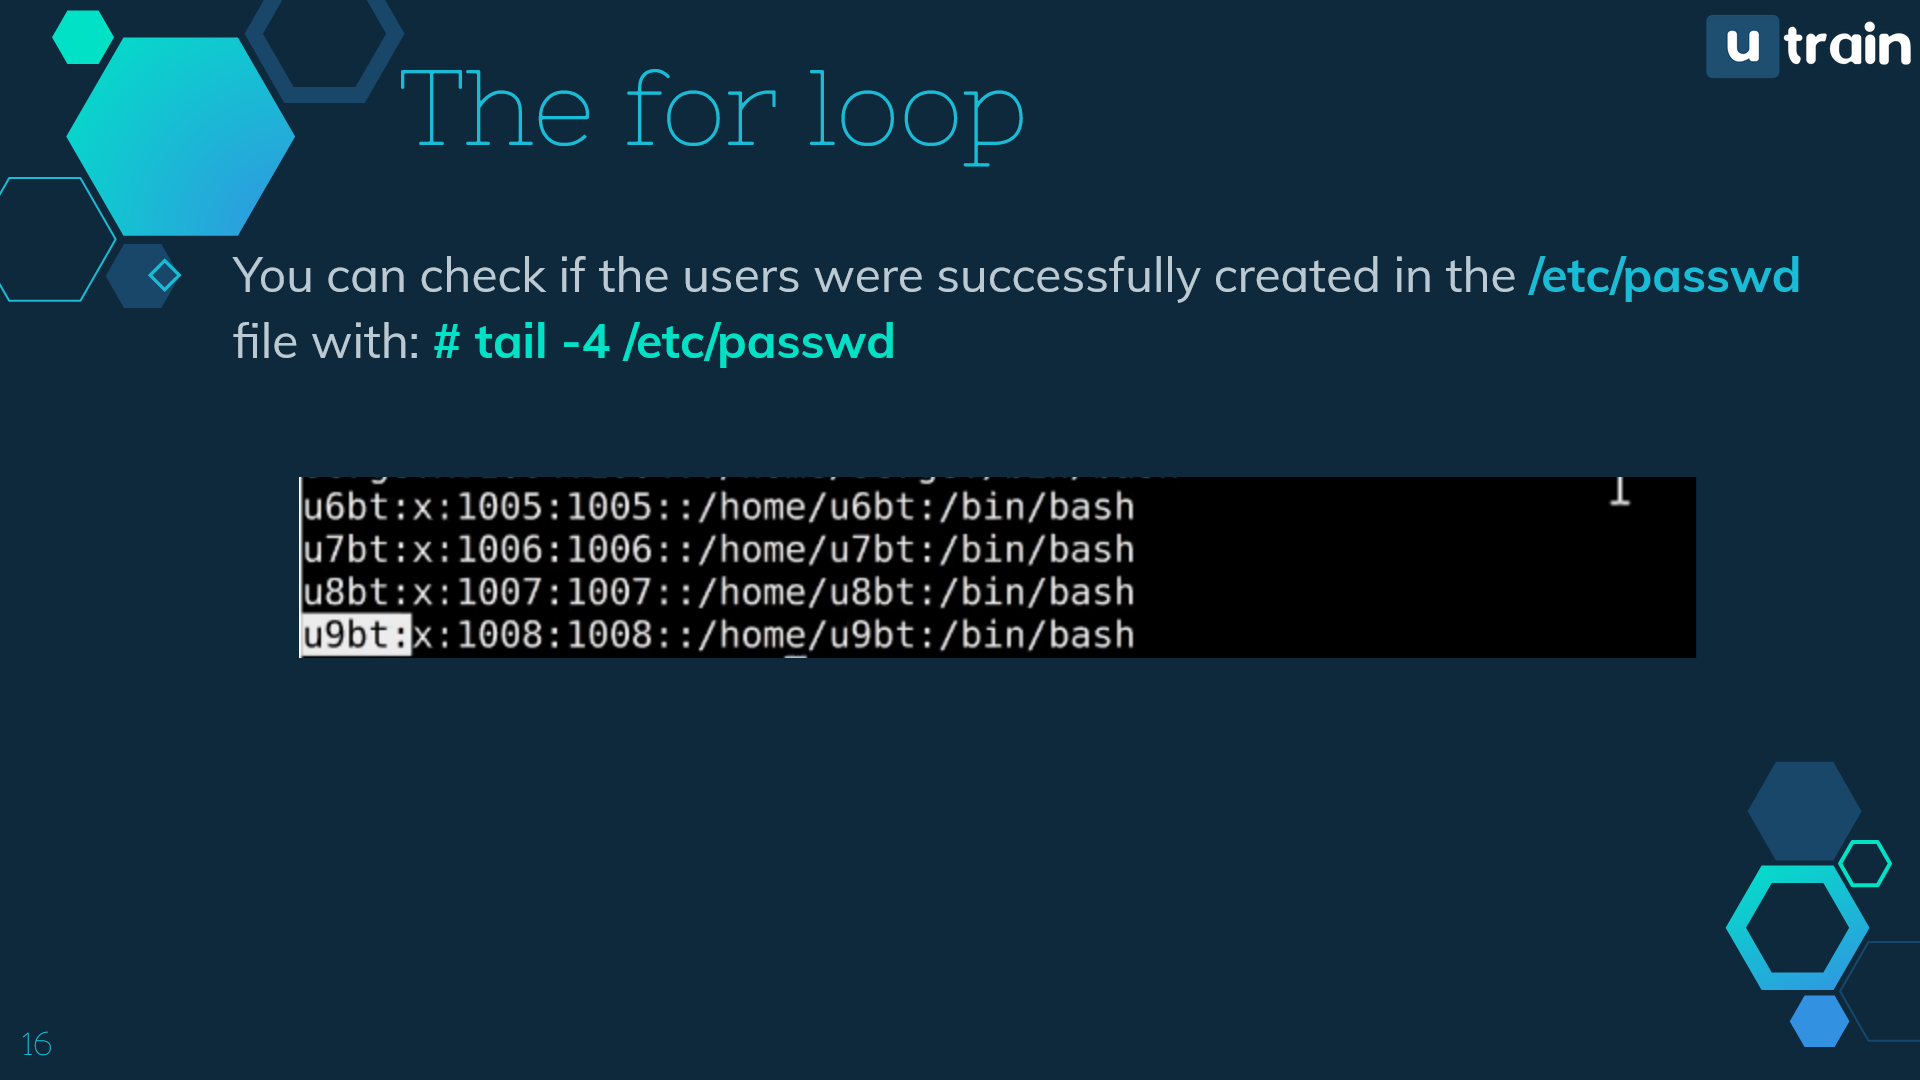 u train
The for loop
You can check if the users were successfully created in the /etc/passwd
file with: # tail -4 /etc/passwd
u6bt:x:1005:1005::/home/u6bt:/bin/bash
u7bt:x:1006:1006::/home/u7bt:/bin/bash
u8bt:x:1007:1007::/home/u8bt:/bin/bash
u9bt:x:1008:1008::/home/u9bt:/bin/bash
16